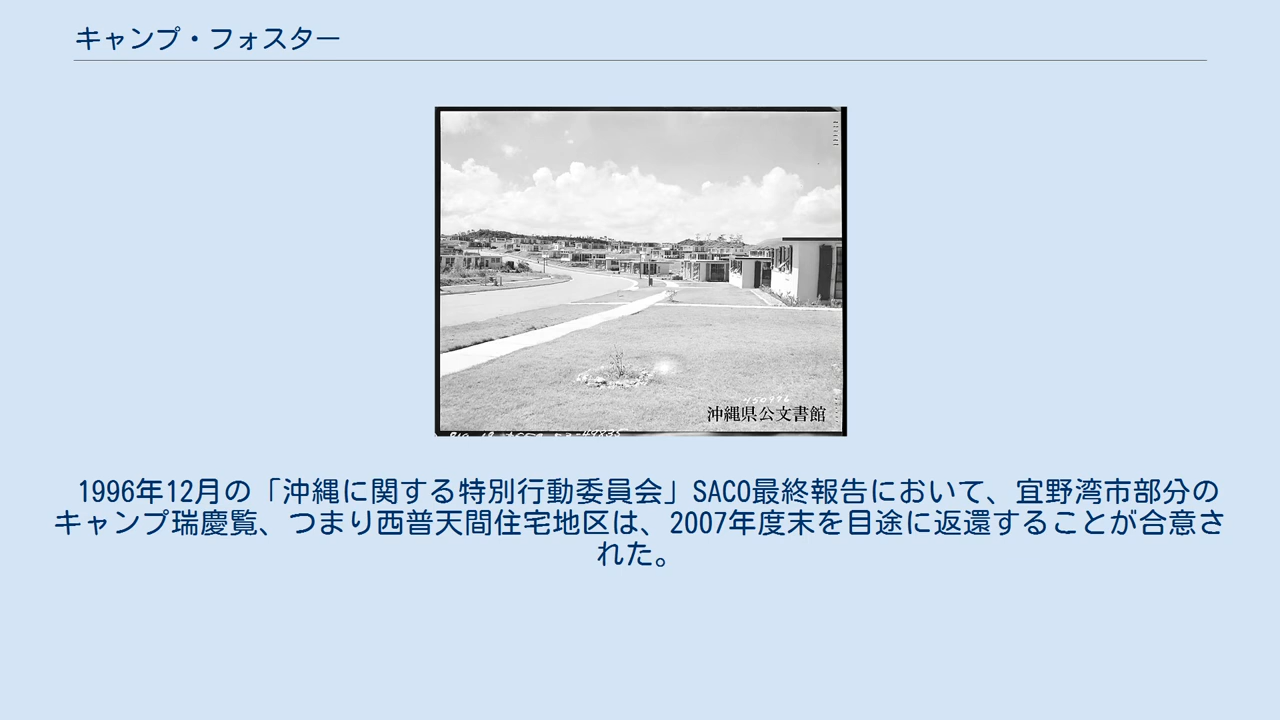 キャンプ・フォスター
450976
沖縄県公文書館
1996年12月の「沖縄に関する特別行動委員会」SACO最終報告において、宜野湾市部分の
キャンプ瑞慶覧、つまり西普天間住宅地区は、2007年度末を目途に返還することが合意さ
れた。